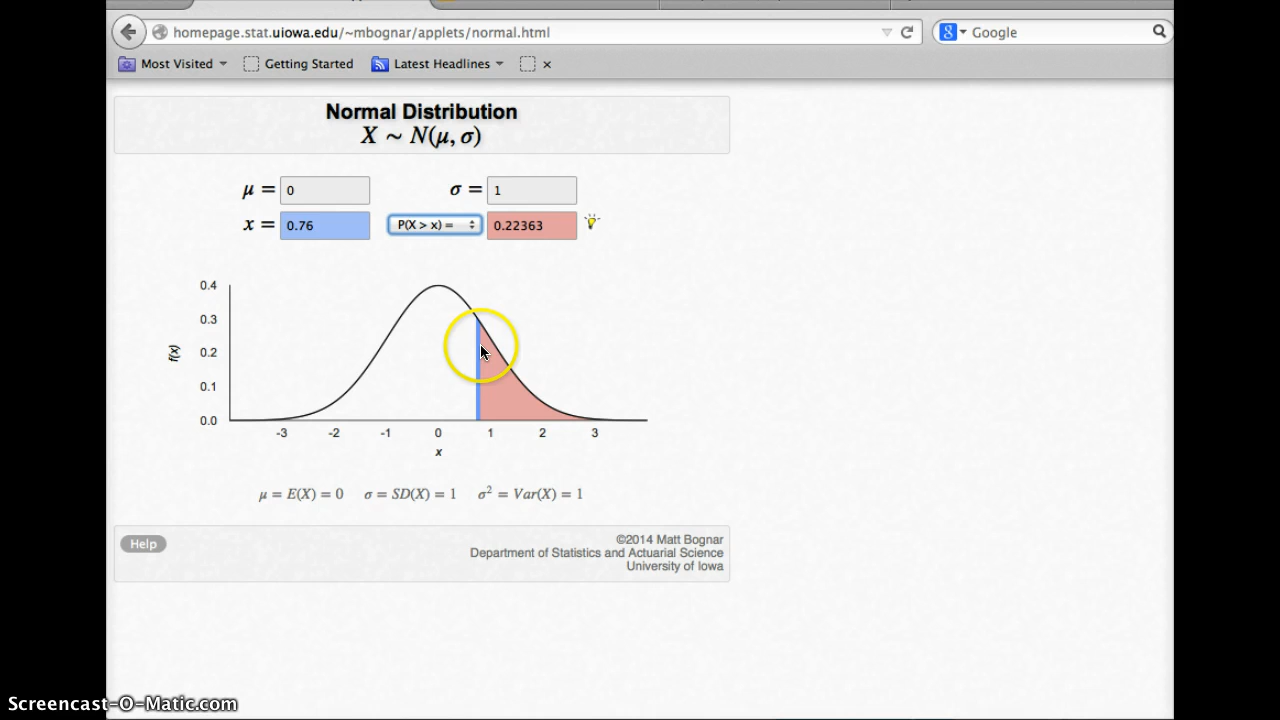 homepage.stat.uiowa.edu/~mbognar/applets/normal.html
Google
Most Visited Getting Started Latest Headlines
Normal Distribution
X ~ N(μ, σ)
μ = 0 σ = 1
x = 0.76 P(X > x) = 0.22363
0.4
0.3
0.2
0.1
0.0
f(x)
-3 -2 -1 0 1 2 3
x
μ = E(X) = 0 σ = SD(X) = 1 σ² = Var(X) = 1
Help
©2014 Matt Bognar
Department of Statistics and Actuarial Science
University of Iowa
Screencast-O-Matic.com